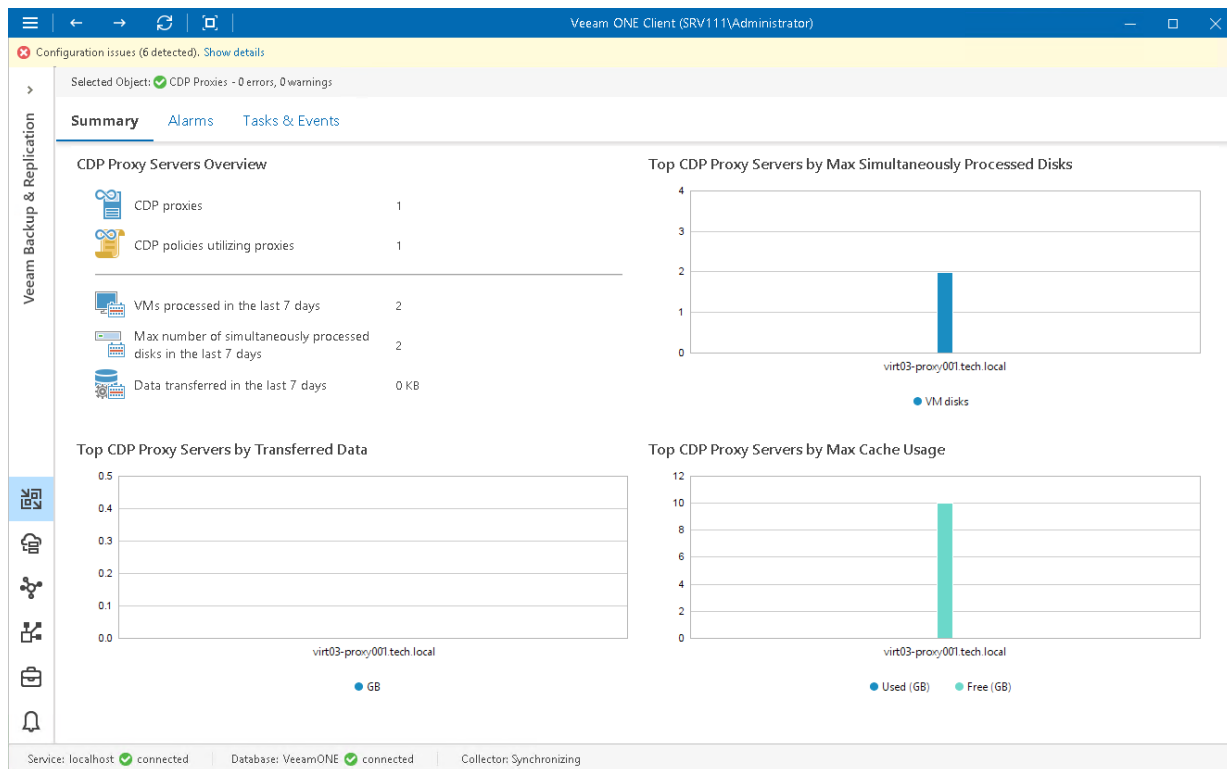 Veeam ONE Client (SRV111\Administrator)
Configuration issues (6 detected). Show details
Selected Object: CDP Proxies - 0 errors, 0 warnings
Veeam Backup & Replication
Summary Alarms Tasks & Events
CDP Proxy Servers Overview
CDP proxies 1
CDP policies utilizing proxies 1
VMs processed in the last 7 days 2
Max number of simultaneously processed
disks in the last 7 days 2
Data transferred in the last 7 days 0 KB
Top CDP Proxy Servers by Max Simultaneously Processed Disks
4
3
2
1
0
virt03-proxy001.tech.local
VM disks
Top CDP Proxy Servers by Transferred Data
0.5
0.4
0.3
0.2
0.1
0.0
virt03-proxy001.tech.local
GB
Top CDP Proxy Servers by Max Cache Usage
12
10
8
6
4
2
0
virt03-proxy001.tech.local
Used (GB) Free (GB)
Service: localhost connected Database: VeeamONE connected Collector: Synchronizing